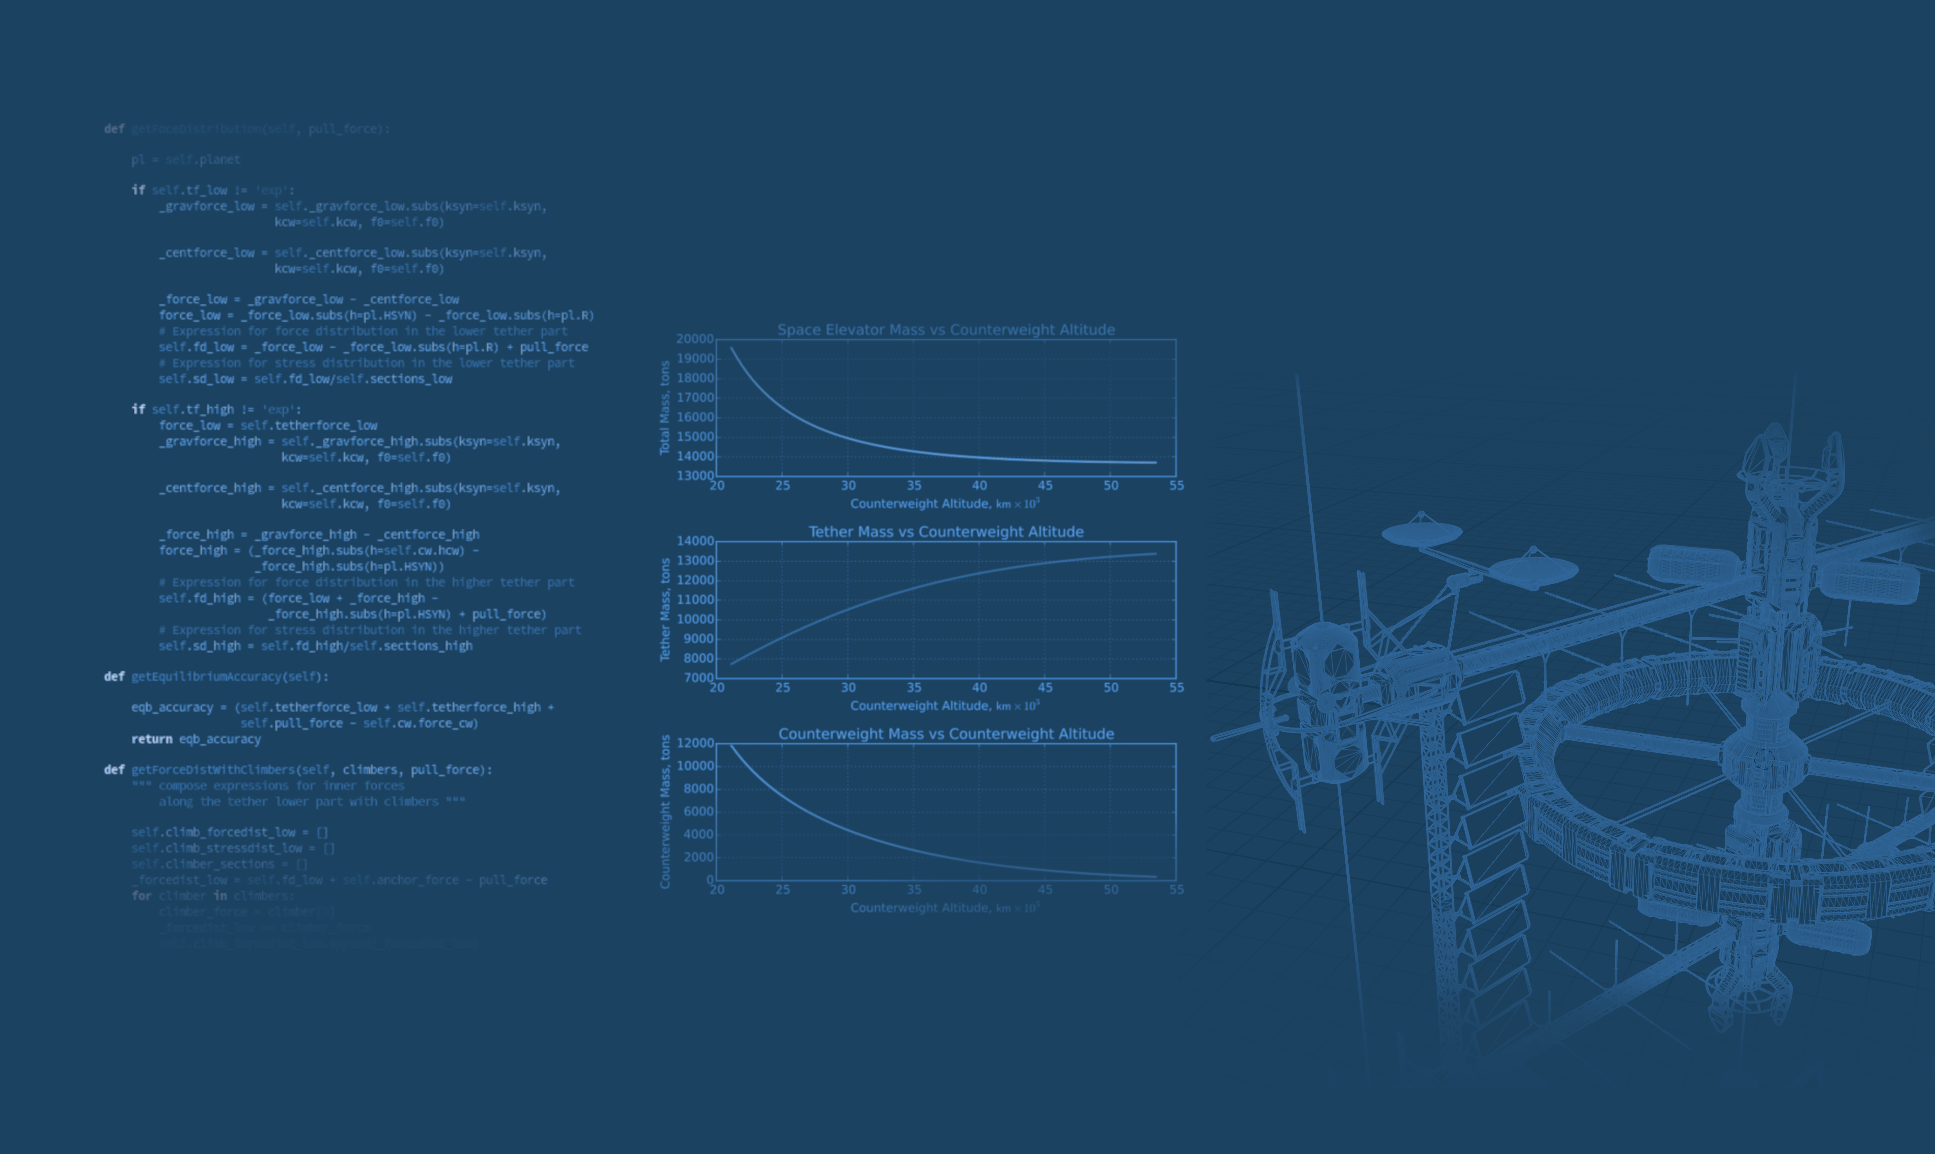 def getFoceDistribution(self, pull_force):
pl = self.planet
if self.tf_low != 'exp':
_gravforce_low = self._gravforce_low.subs(ksyn=self.ksyn,
kcw=self.kcw, f0=self.f0)
_centforce_low = self._centforce_low.subs(ksyn=self.ksyn,
kcw=self.kcw, f0=self.f0)
_force_low = _gravforce_low - _centforce_low
force_low = _force_low.subs(h=pl.HSYN) - _force_low.subs(h=pl.R)
# Expression for force distribution in the lower tether part
self.fd_low = _force_low - _force_low.subs(h=pl.R) + pull_force
# Expression for stress distribution in the lower tether part
self.sd_low = self.fd_low/self.sections_low
if self.tf_high != 'exp':
force_low = self.tetherforce_low
_gravforce_high = self._gravforce_high.subs(ksyn=self.ksyn,
kcw=self.kcw, f0=self.f0)
_centforce_high = self._centforce_high.subs(ksyn=self.ksyn,
kcw=self.kcw, f0=self.f0)
_force_high = _gravforce_high - _centforce_high
force_high = (_force_high.subs(h=self.cw.hcw) -
_force_high.subs(h=pl.HSYN))
# Expression for force distribution in the higher tether part
self.fd_high = (force_low + _force_high -
_force_high.subs(h=pl.HSYN) + pull_force)
# Expression for stress distribution in the higher tether part
self.sd_high = self.fd_high/self.sections_high
def getEquilibriumAccuracy(self):
eqb_accuracy = (self.tetherforce_low + self.tetherforce_high +
self.pull_force - self.cw.force_cw)
return eqb_accuracy
def getForceDistWithClimbers(self, climbers, pull_force):
""" compose expressions for inner forces
along the tether lower part with climbers """
self.climb_forcedist_low = []
self.climb_stressdist_low = []
self.climber_sections = []
_forcedist_low = self.fd_low + self.anchor_force - pull_force
for climber in climbers:
Space Elevator Mass vs Counterweight Altitude
Total Mass, tons
20000
19000
18000
17000
16000
15000
14000
13000
20 25 30 35 40 45 50 55
Counterweight Altitude, km × 10³
Tether Mass vs Counterweight Altitude
Tether Mass, tons
14000
13000
12000
11000
10000
9000
8000
7000
20 25 30 35 40 45 50 55
Counterweight Altitude, km × 10³
Counterweight Mass vs Counterweight Altitude
Counterweight Mass, tons
12000
10000
8000
6000
4000
2000
0
20 25 30 35 40 45 50 55
Counterweight Altitude, km × 10³